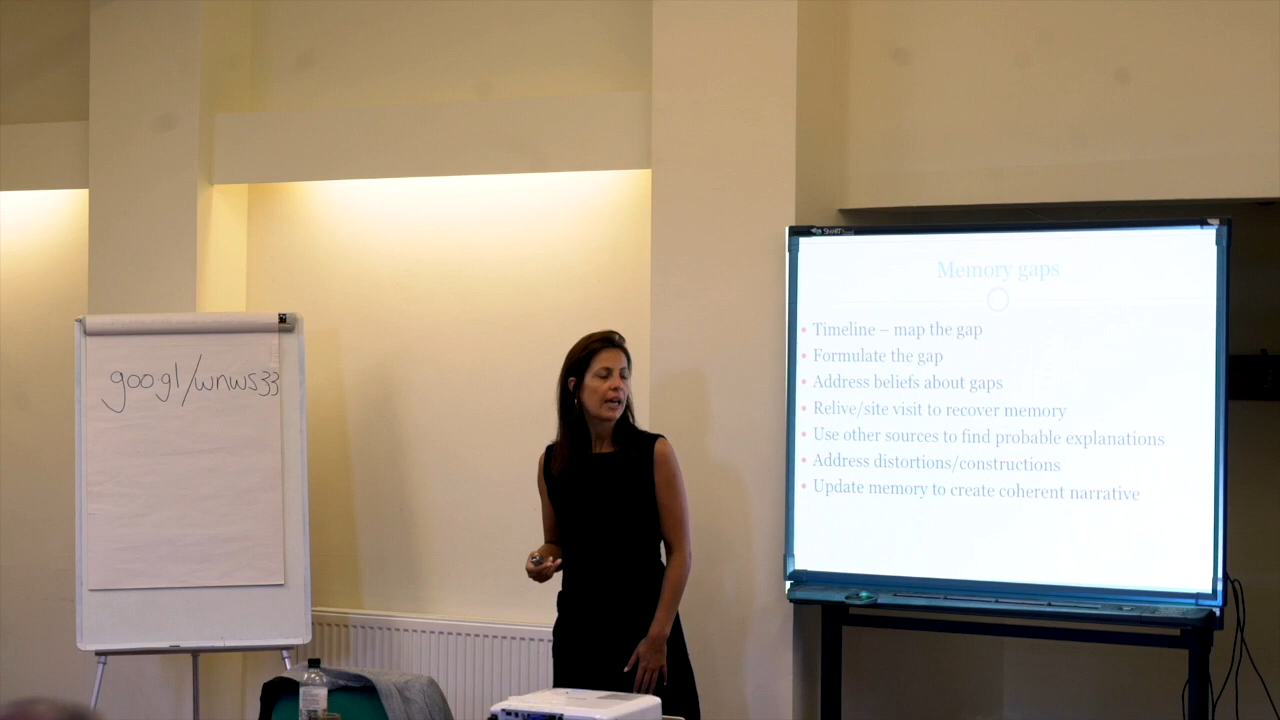 goo gl/wnws33
SMART
Memory gaps
• Timeline – map the gap
• Formulate the gap
• Address beliefs about gaps
• Relive/site visit to recover memory
• Use other sources to find probable explanations
• Address distortions/constructions
• Update memory to create coherent narrative